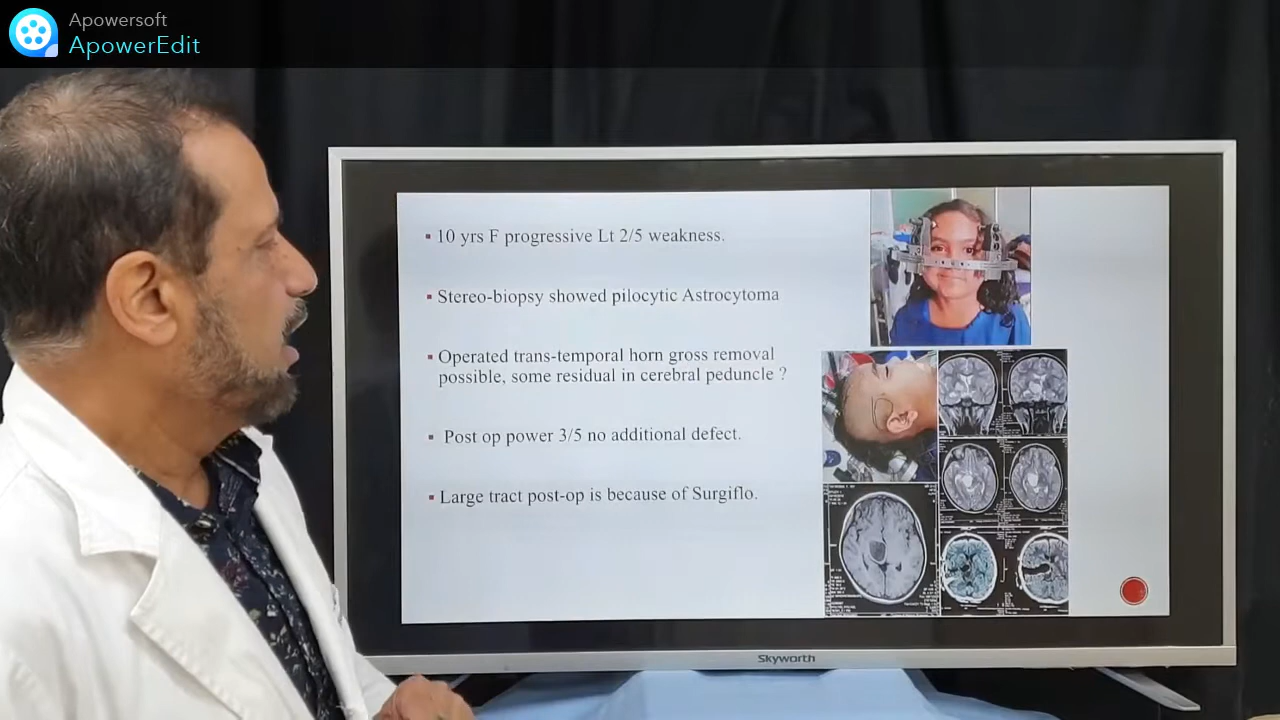 Apowersoft
ApowerEdit
10 yrs F progressive Lt 2/5 weakness.
Stereo-biopsy showed pilocytic Astrocytoma
Operated trans-temporal horn gross removal
possible, some residual in cerebral peduncle ?
Post op power 3/5 no additional defect.
Large tract post-op is because of Surgiflo.
Skyworth